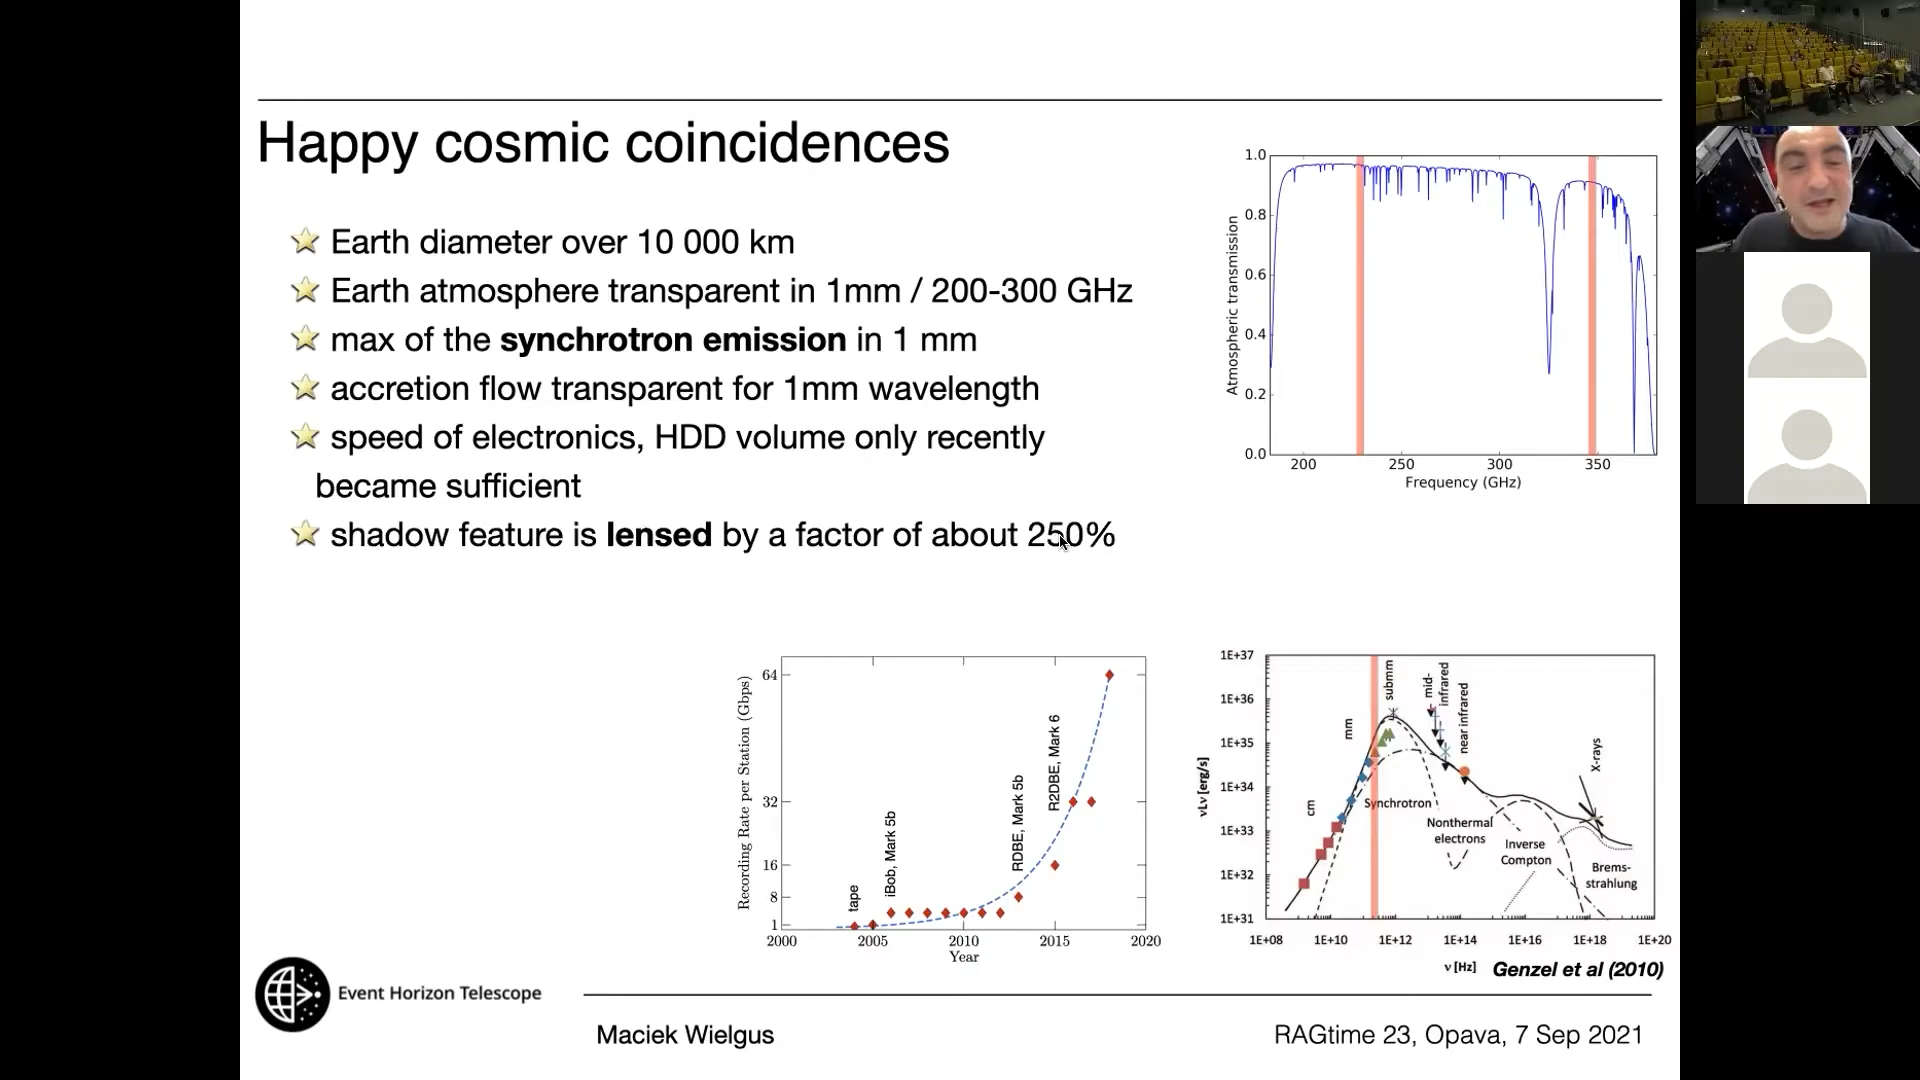 Happy cosmic coincidences
Earth diameter over 10 000 km
Earth atmosphere transparent in 1mm / 200-300 GHz
max of the synchrotron emission in 1 mm
accretion flow transparent for 1mm wavelength
speed of electronics, HDD volume only recently
became sufficient
shadow feature is lensed by a factor of about 250%
Atmospheric transmission
1.0
0.8
0.6
0.4
0.2
0.0
200 250 300 350
Frequency (GHz)
Recording Rate per Station (Gbps)
64
32
16
8
1
tape
iBob, Mark 5b
RDBE, Mark 5b
R2DBE, Mark 6
2000 2005 2010 2015 2020
Year
νLν [erg/s]
1E+37
1E+36
1E+35
1E+34
1E+33
1E+32
1E+31
cm
mm
submm
mid-
infrared
near infrared
X-rays
Synchrotron
Nonthermal
electrons
Inverse
Compton
Brems-
strahlung
1E+08 1E+10 1E+12 1E+14 1E+16 1E+18 1E+20
ν [Hz]
Genzel et al (2010)
Event Horizon Telescope
Maciek Wielgus
RAGtime 23, Opava, 7 Sep 2021